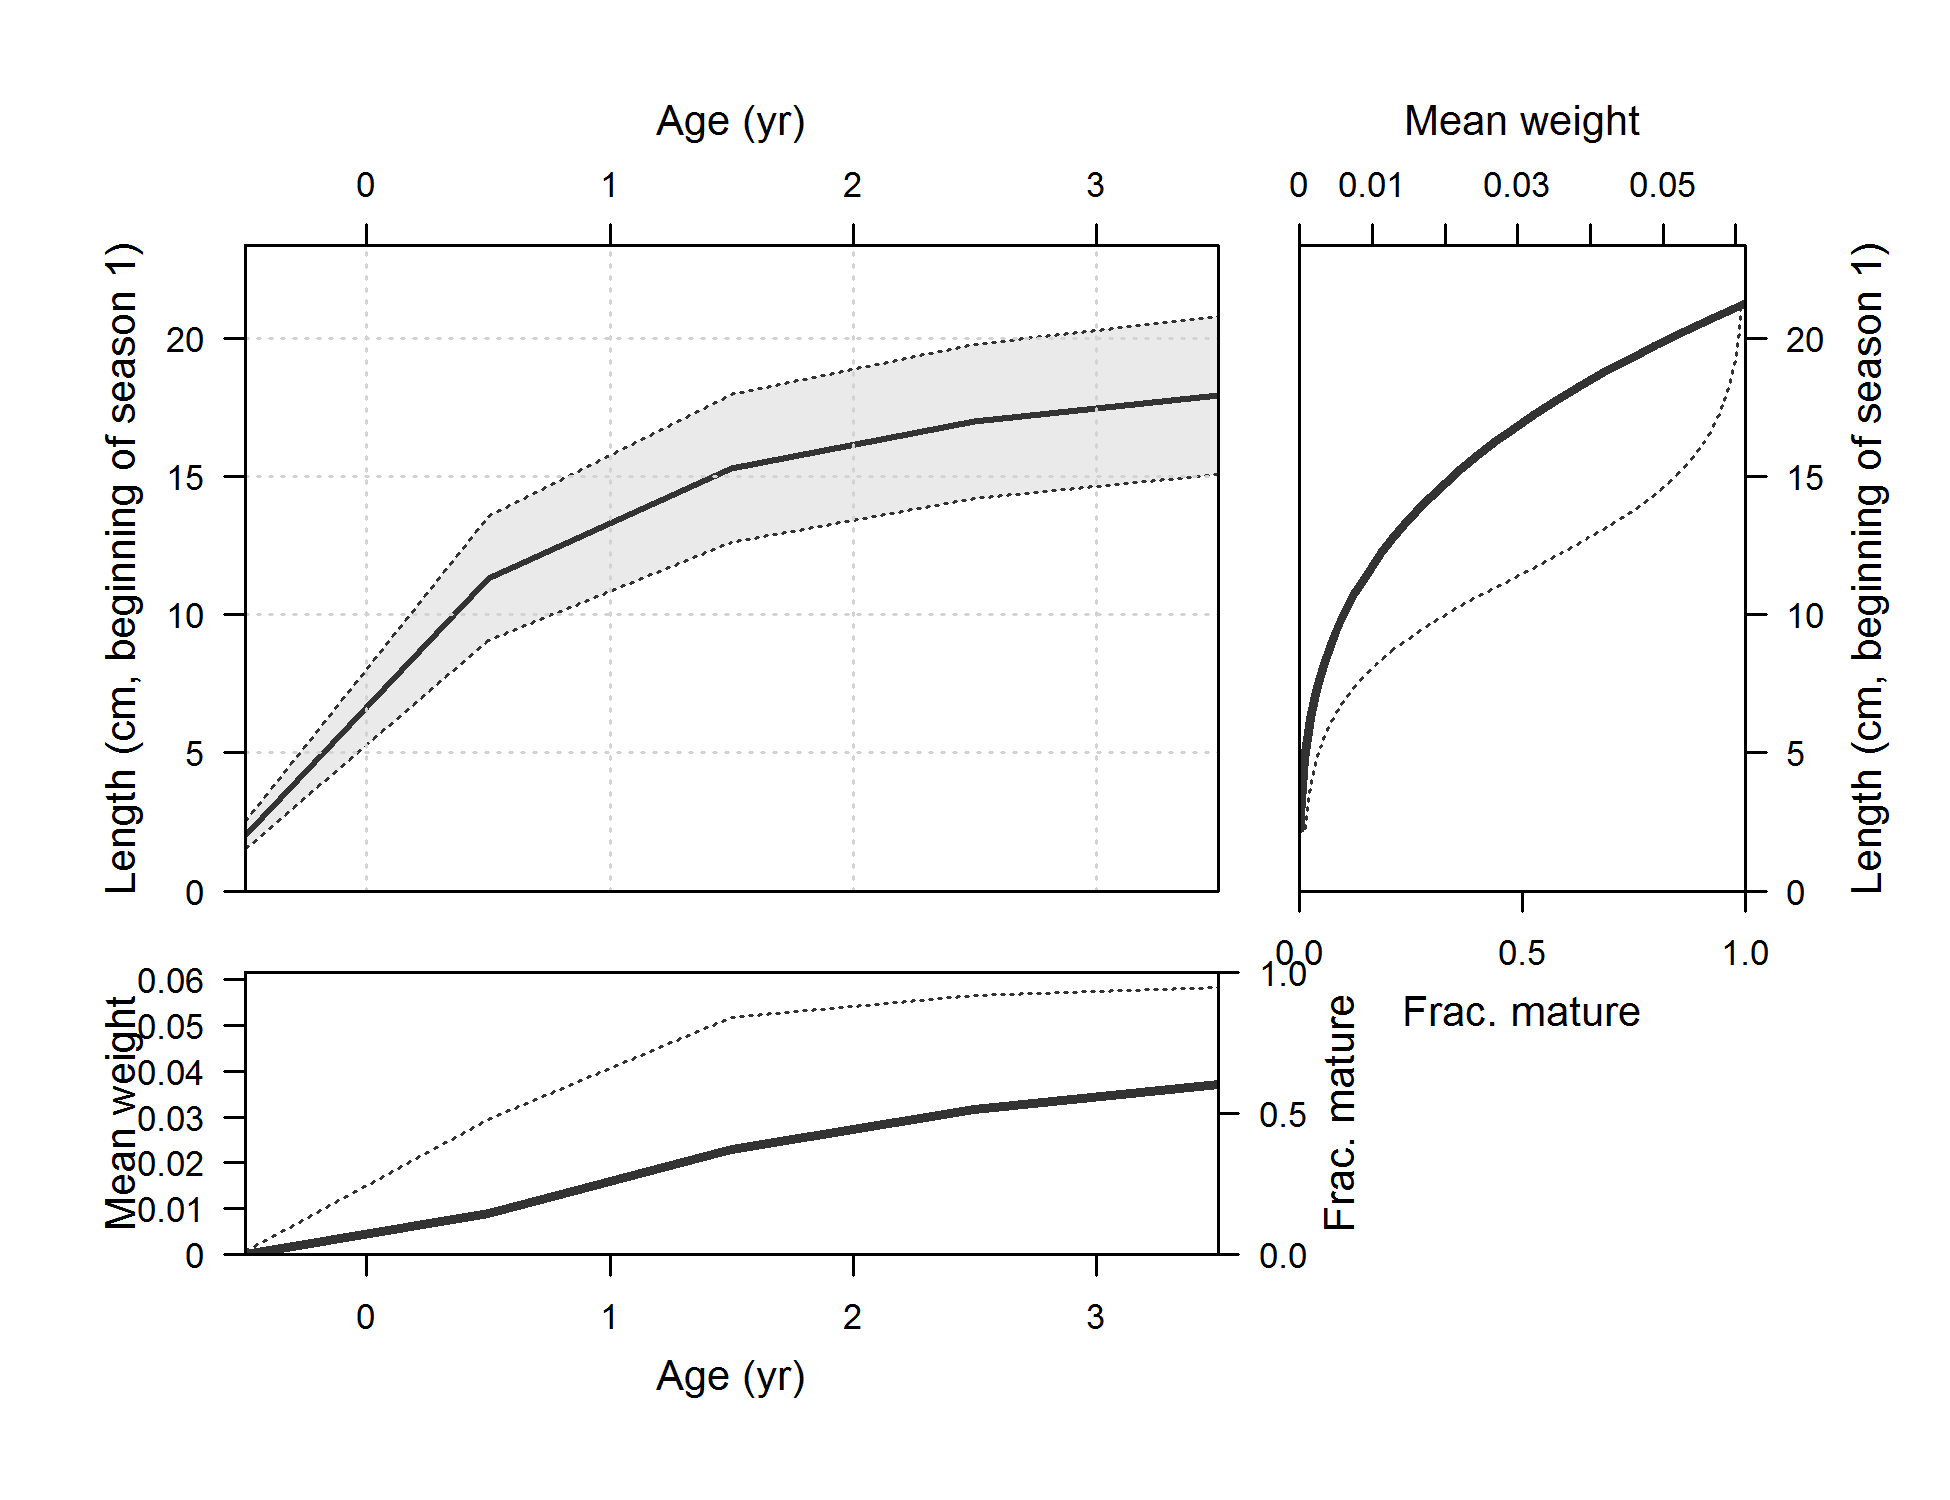 Age (yr)
0 1 2 3
Length (cm, beginning of season 1)
20
15
10
5
0
Mean weight
0 0.01 0.03 0.05
Length (cm, beginning of season 1)
20
15
10
5
0
0.0 0.5 1.0
Frac. mature
Mean weight
0.06
0.05
0.04
0.03
0.02
0.01
0
1.0
0.5
0.0
Frac. mature
0 1 2 3
Age (yr)